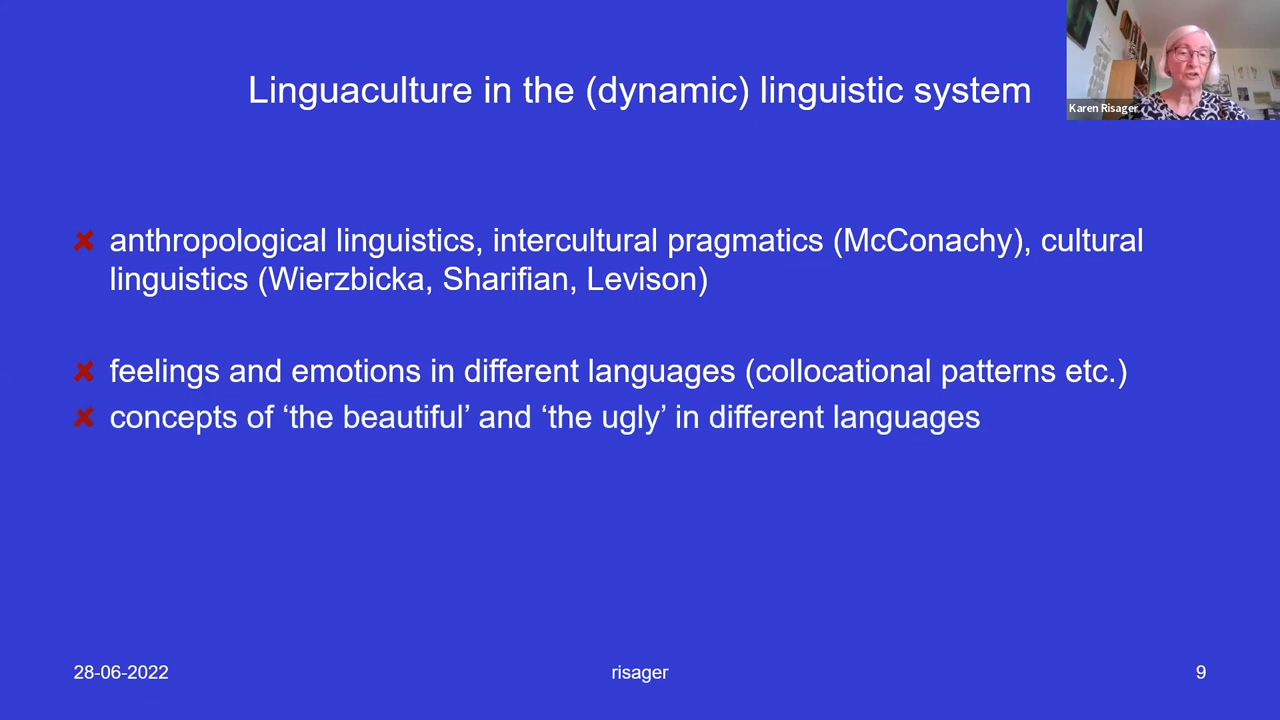 Linguaculture in the (dynamic) linguistic system
Karen Risager
anthropological linguistics, intercultural pragmatics (McConachy), cultural
linguistics (Wierzbicka, Sharifian, Levison)
feelings and emotions in different languages (collocational patterns etc.)
concepts of ‘the beautiful’ and ‘the ugly’ in different languages
28-06-2022
risager
9